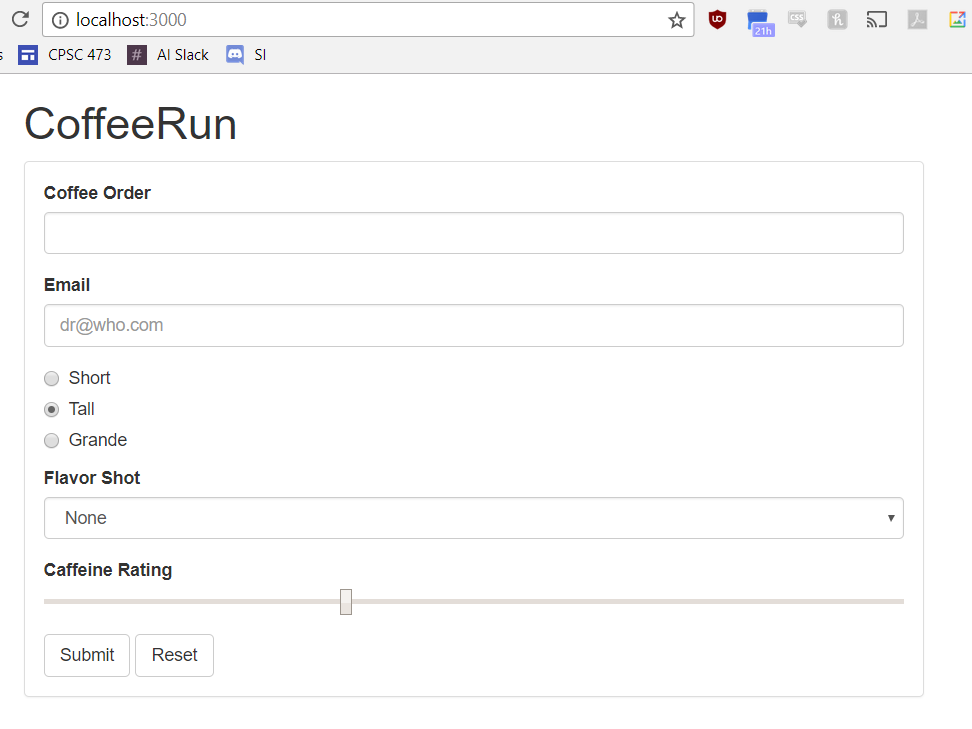 localhost:3000
21h
CSS
s CPSC 473 # AI Slack SI
CoffeeRun
Coffee Order
Email
dr@who.com
Short
Tall
Grande
Flavor Shot
None
Caffeine Rating
Submit Reset